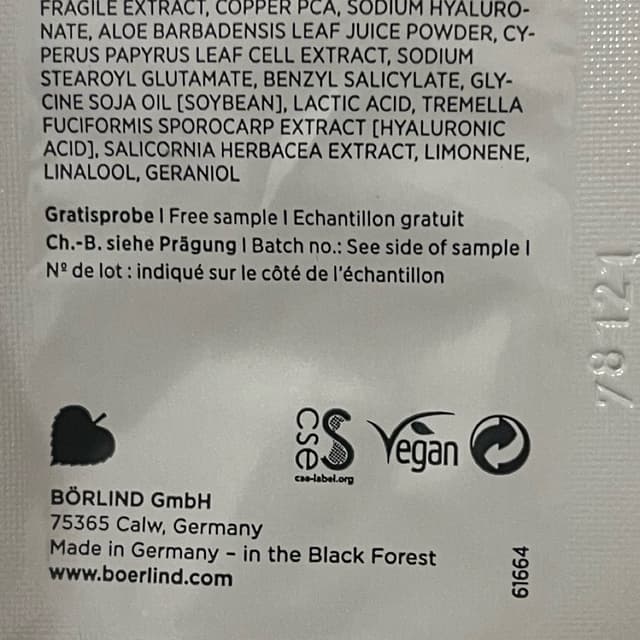 FRAGILE EXTRACT, COPPER PCA, SODIUM HYALURO-
NATE, ALOE BARBADENSIS LEAF JUICE POWDER, CY-
PERUS PAPYRUS LEAF CELL EXTRACT, SODIUM
STEAROYL GLUTAMATE, BENZYL SALICYLATE, GLY-
CINE SOJA OIL [SOYBEAN], LACTIC ACID, TREMELLA
FUCIFORMIS SPOROCARP EXTRACT [HYALURONIC
ACID], SALICORNIA HERBACEA EXTRACT, LIMONENE,
LINALOOL, GERANIOL
Gratisprobe I Free sample I Echantillon gratuit
Ch.-B. siehe Prägung I Batch no.: See side of sample I
Nº de lot : indiqué sur le côté de l'échantillon
cse
cse-label.org
Vegan
BÖRLIND GmbH
75365 Calw, Germany
Made in Germany – in the Black Forest
www.boerlind.com
61664